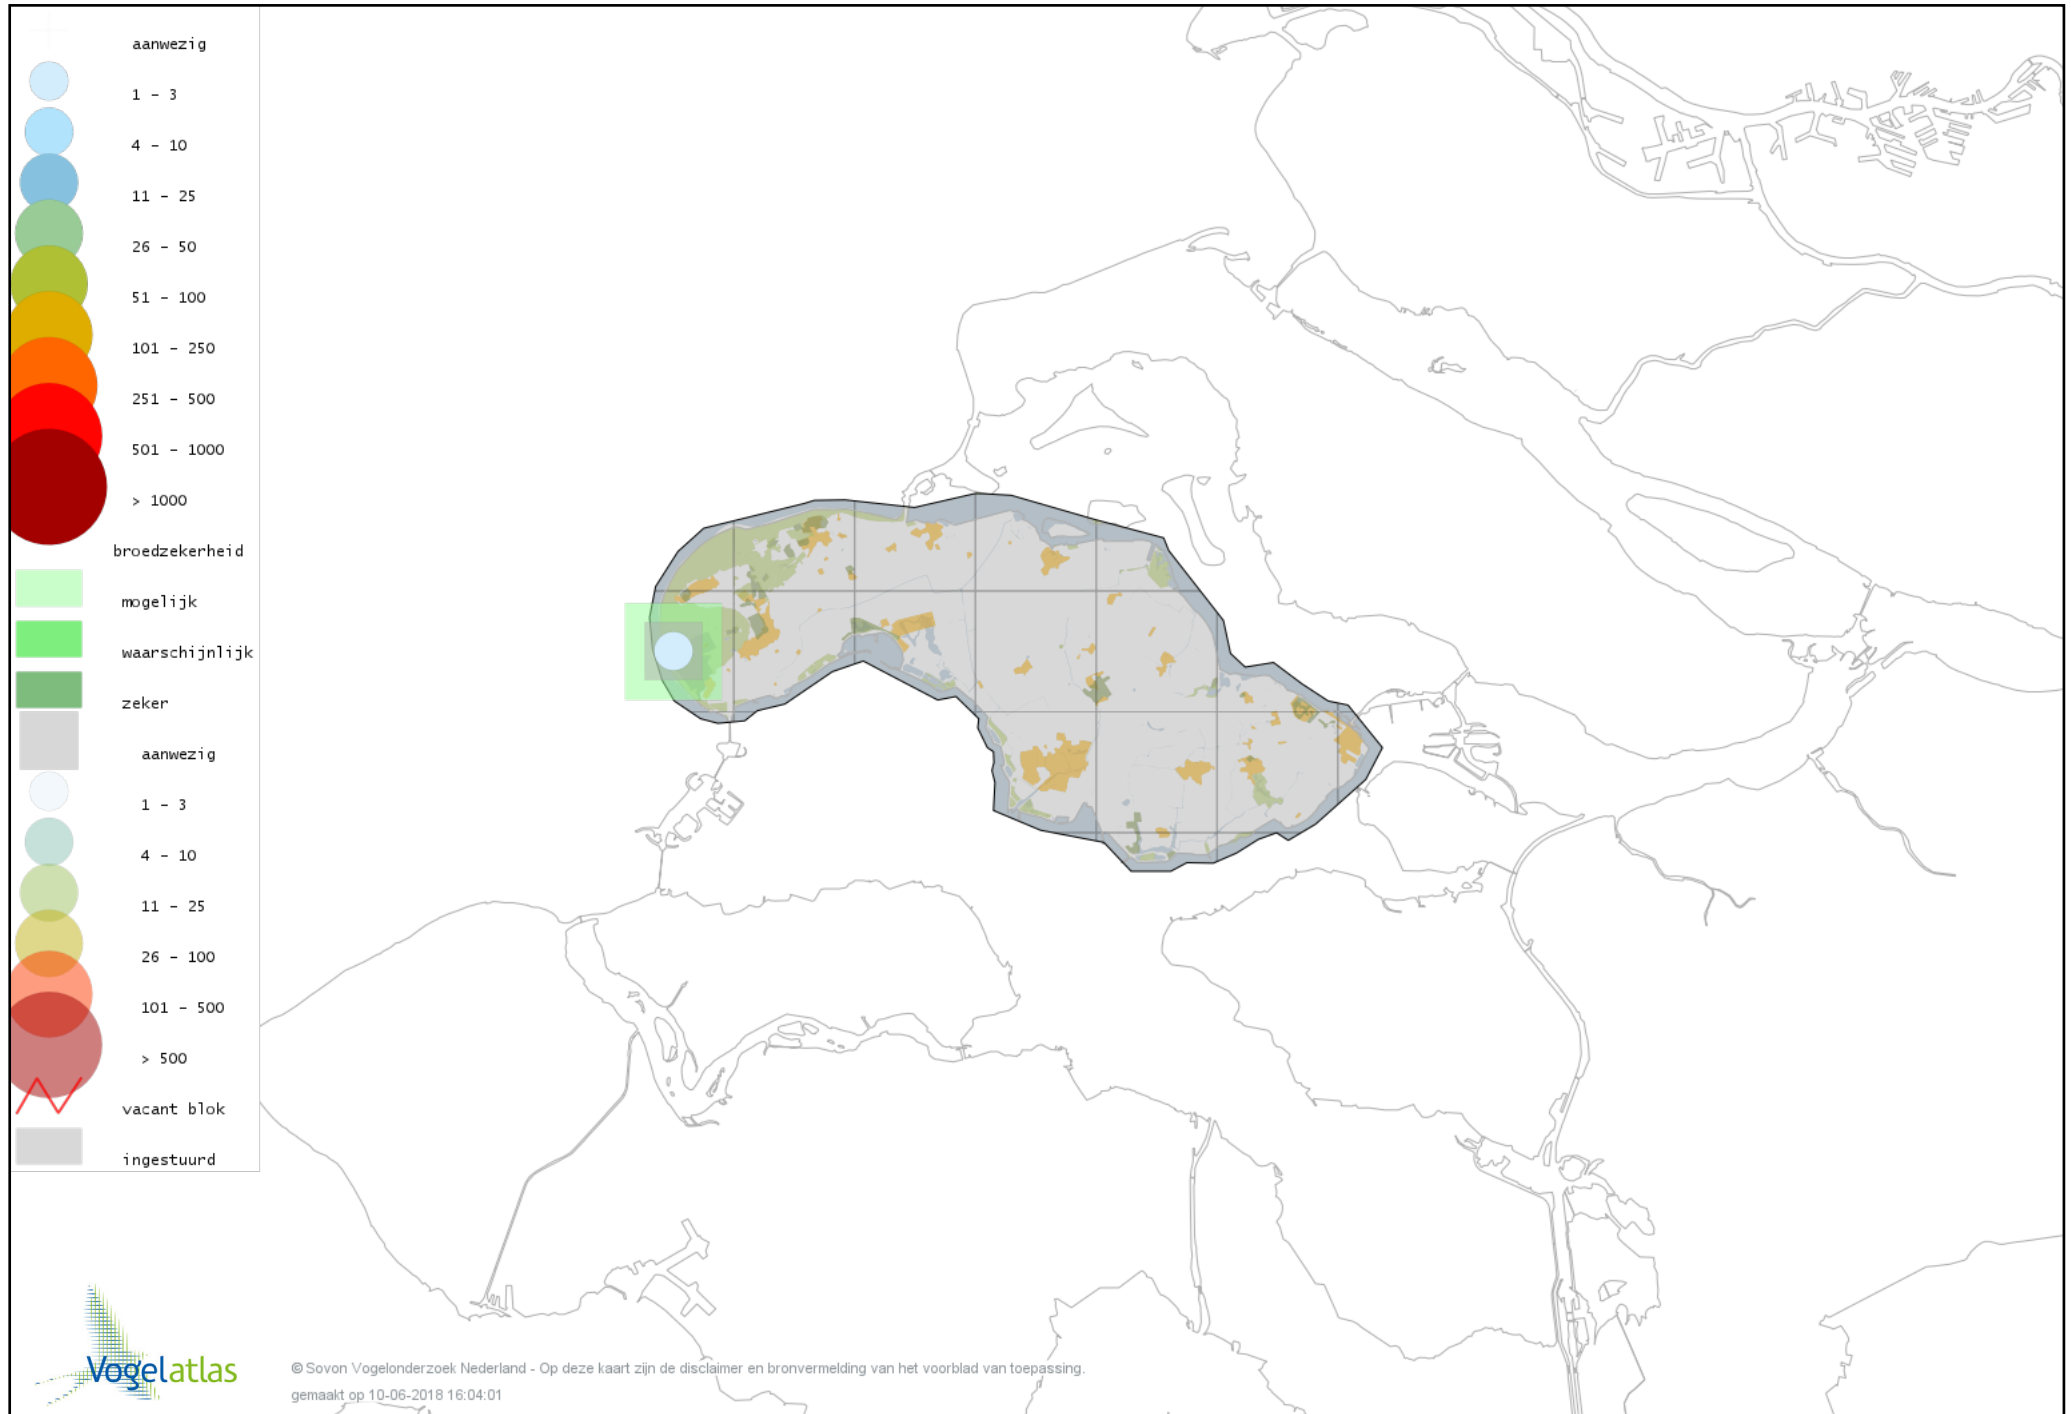 aanwezig
1 - 3
4 - 10
11 - 25
26 - 50
51 - 100
101 - 250
251 - 500
501 - 1000
> 1000
broedzekerheid
mogelijk
waarschijnlijk
zeker
aanwezig
1 - 3
4 - 10
11 - 25
26 - 100
101 - 500
> 500
vacant blok
ingestuurd
Vogelatlas
© Sovon Vogelonderzoek Nederland - Op deze kaart zijn de disclaimer en bronvermelding van het voorblad van toepassing.
gemaakt op 10-06-2018 16:04:01